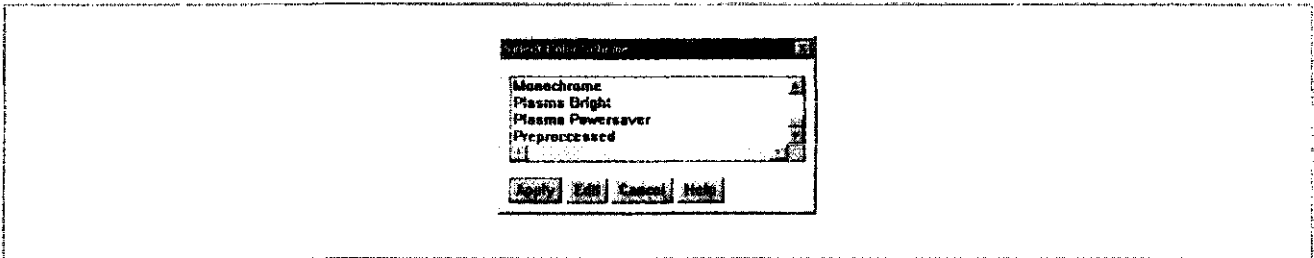 Select Color Scheme
Monochrome
Plasma Bright
Plasma Powersaver
Preprocessed
Apply Edit Cancel Help